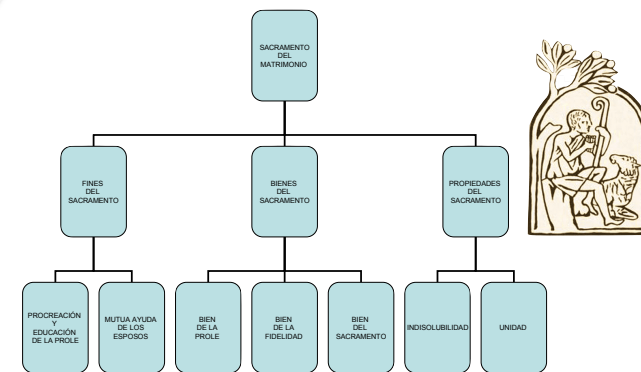 SACRAMENTO
DEL
MATRIMONIO
FINES
DEL
SACRAMENTO
BIENES
DEL
SACRAMENTO
PROPIEDADES
DEL
SACRAMENTO
PROCREACIÓN
Y
EDUCACIÓN
DE LA PROLE
MUTUA AYUDA
DE LOS
ESPOSOS
BIEN
DE LA
PROLE
BIEN
DE LA
FIDELIDAD
BIEN
DEL
SACRAMENTO
INDISOLUBILIDAD
UNIDAD